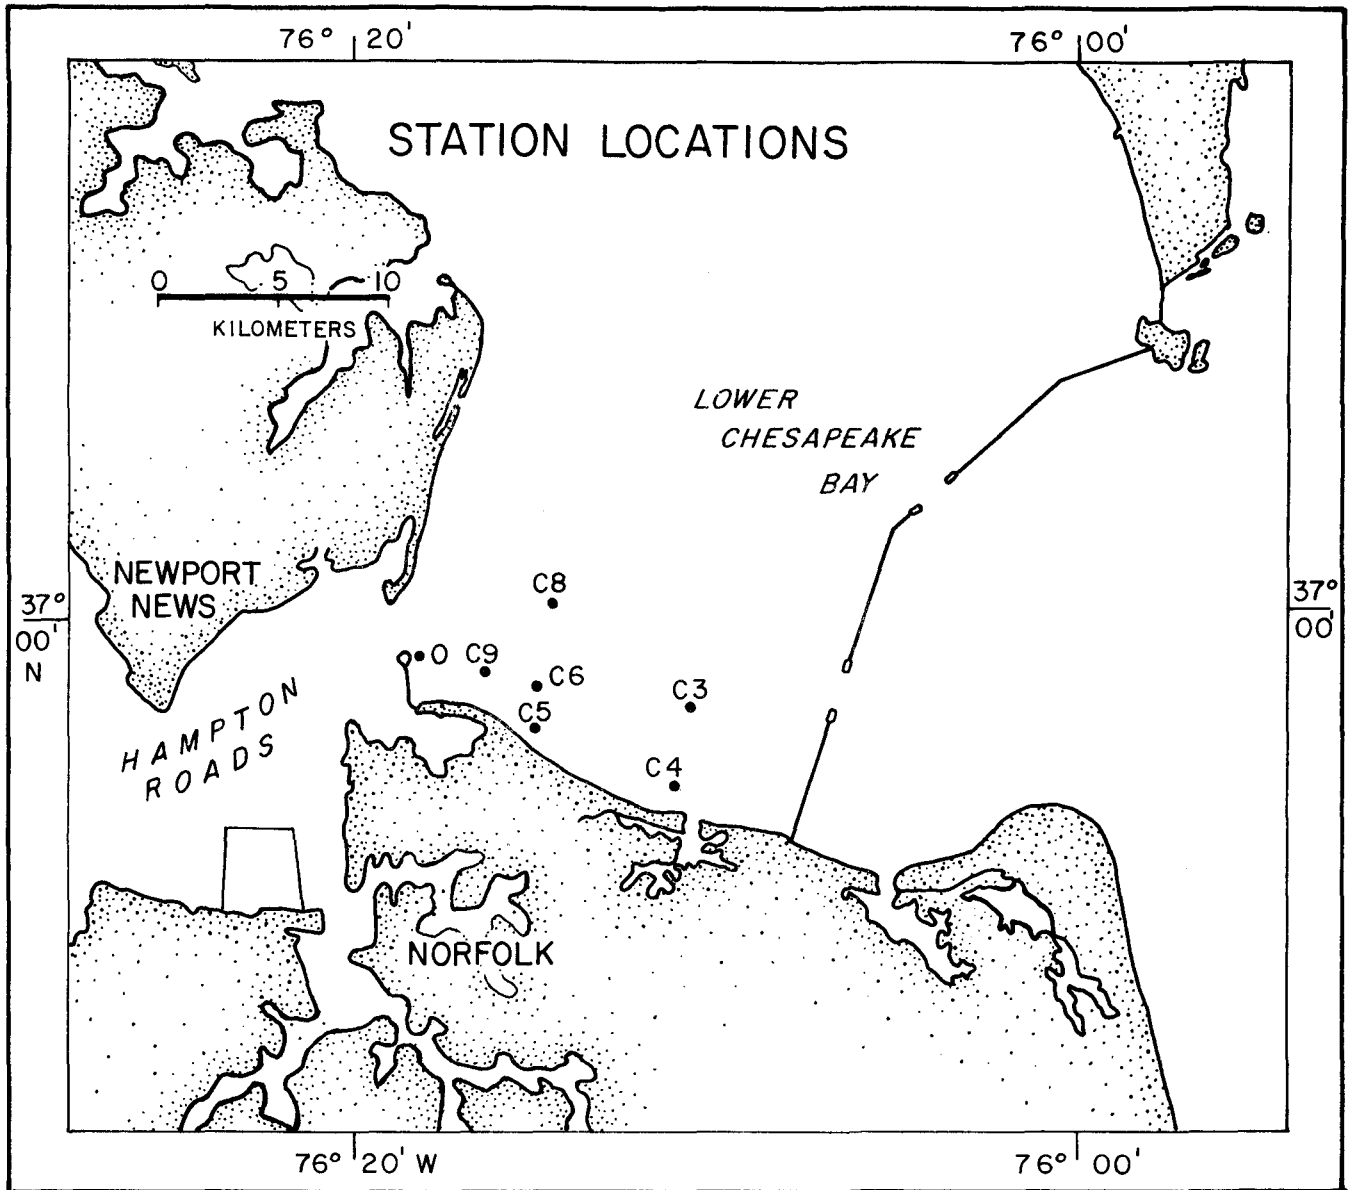 76° 20'
76° 00'
STATION LOCATIONS
0 5 10
KILOMETERS
LOWER
CHESAPEAKE
BAY
NEWPORT
NEWS
37°
00'
N
37°
00'
C8
O
C9
C6
C3
C5
C4
HAMPTON
ROADS
NORFOLK
76° 20' W
76° 00'